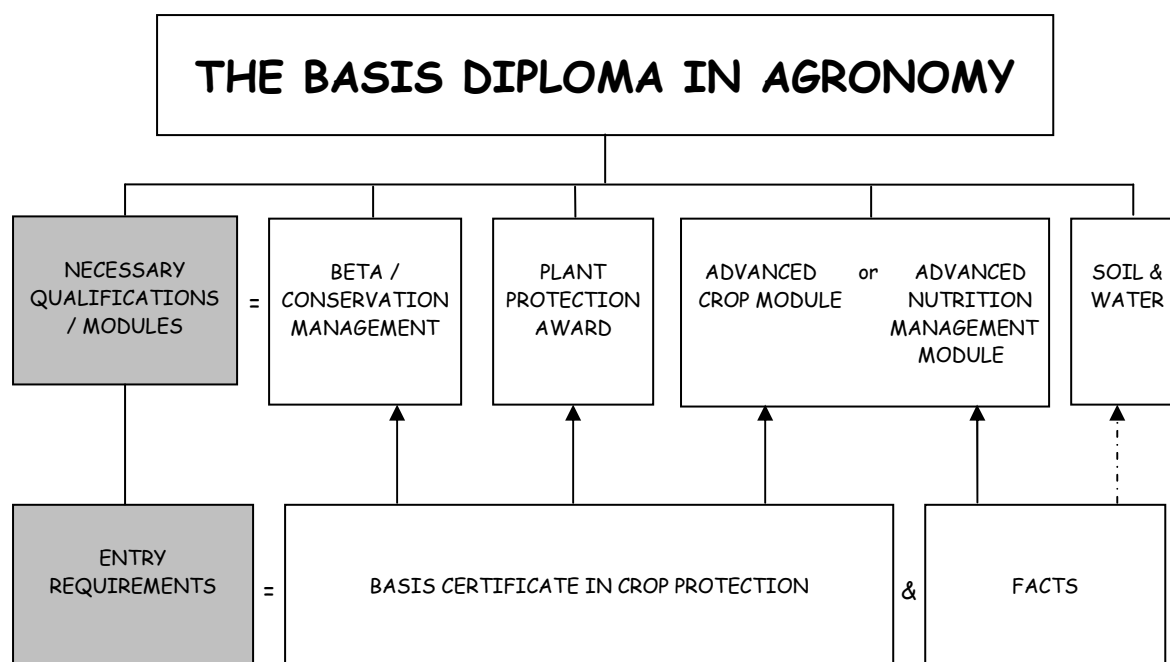 THE BASIS DIPLOMA IN AGRONOMY
NECESSARY
QUALIFICATIONS
/ MODULES
=
BETA /
CONSERVATION
MANAGEMENT
PLANT
PROTECTION
AWARD
ADVANCED
CROP MODULE
or
ADVANCED
NUTRITION
MANAGEMENT
MODULE
SOIL &
WATER
ENTRY
REQUIREMENTS
=
BASIS CERTIFICATE IN CROP PROTECTION
&
FACTS